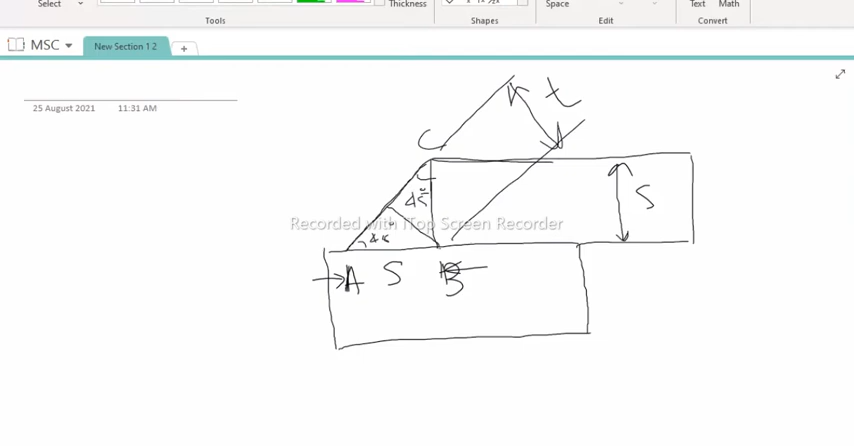 Select
Thickness
Space
Text Math
Tools
Shapes
Edit
Convert
MSC
New Section 1 2
+
25 August 2021 11:31 AM
t
C
45°
S
Recorded with iTop Screen Recorder
45°
A S B